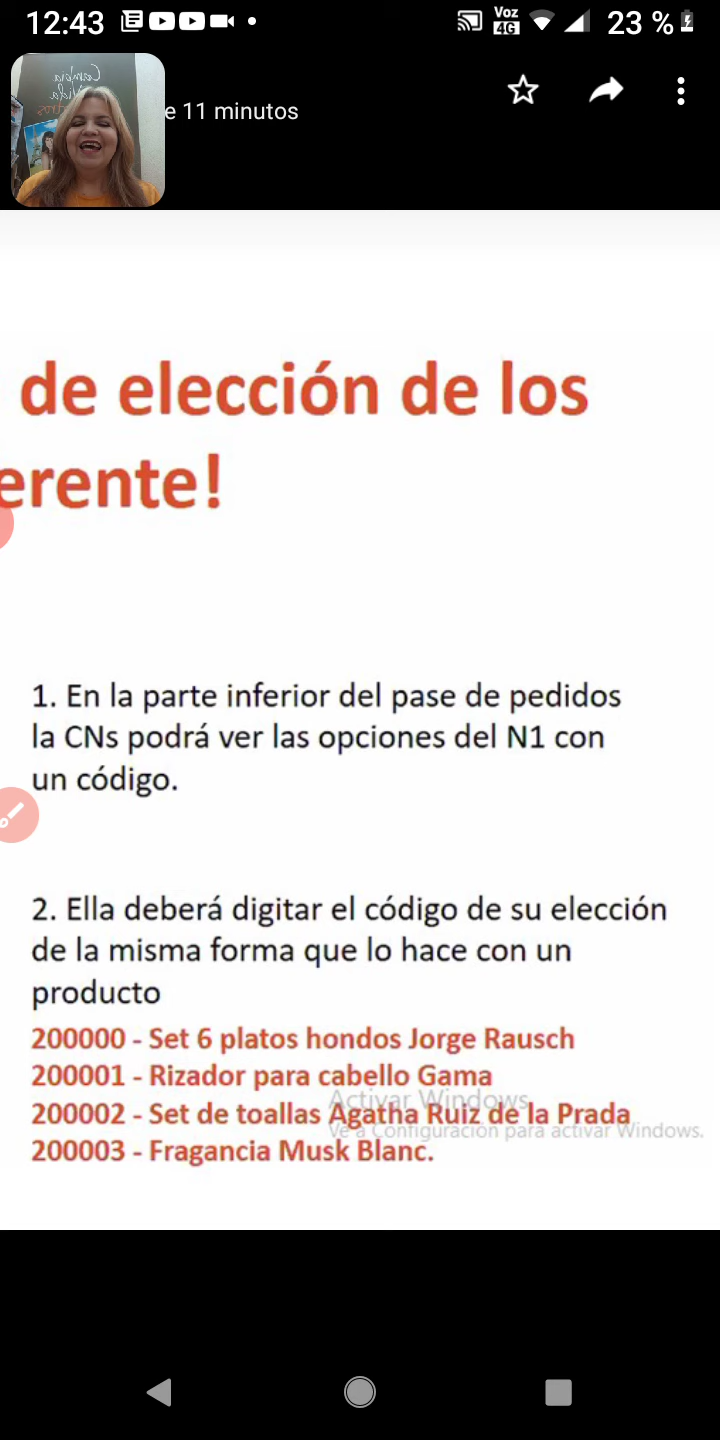 12:43
Voz
4G
23 %
e 11 minutos
de elección de los
erente!
1. En la parte inferior del pase de pedidos
la CNs podrá ver las opciones del N1 con
un código.
2. Ella deberá digitar el código de su elección
de la misma forma que lo hace con un
producto
200000 - Set 6 platos hondos Jorge Rausch
200001 - Rizador para cabello Gama
Activar Windows
200002 - Set de toallas Agatha Ruiz de la Prada
Ve a Configuración para activar Windows.
200003 - Fragancia Musk Blanc.